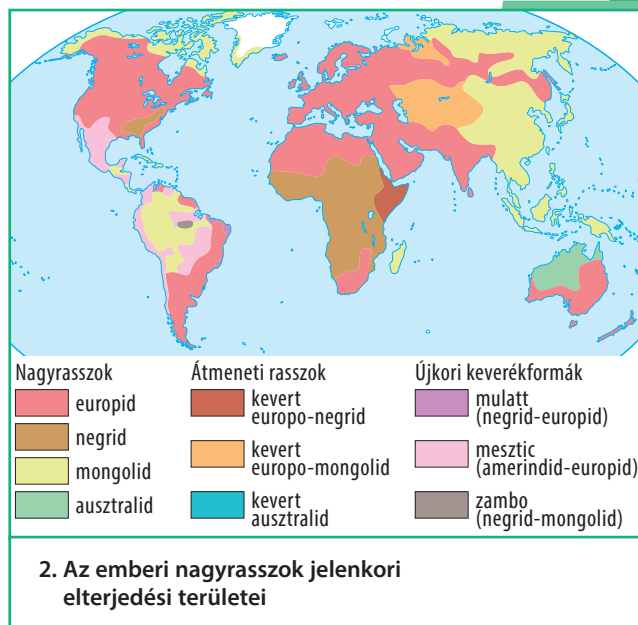 Nagyrasszok
europid
negrid
mongolid
ausztralid
Átmeneti rasszok
kevert
europo-negrid
kevert
europo-mongolid
kevert
ausztralid
Újkori keverékformák
mulatt
(negrid-europid)
mesztic
(amerindid-europid)
zambo
(negrid-mongolid)
2. Az emberi nagyrasszok jelenkori
elterjedési területei